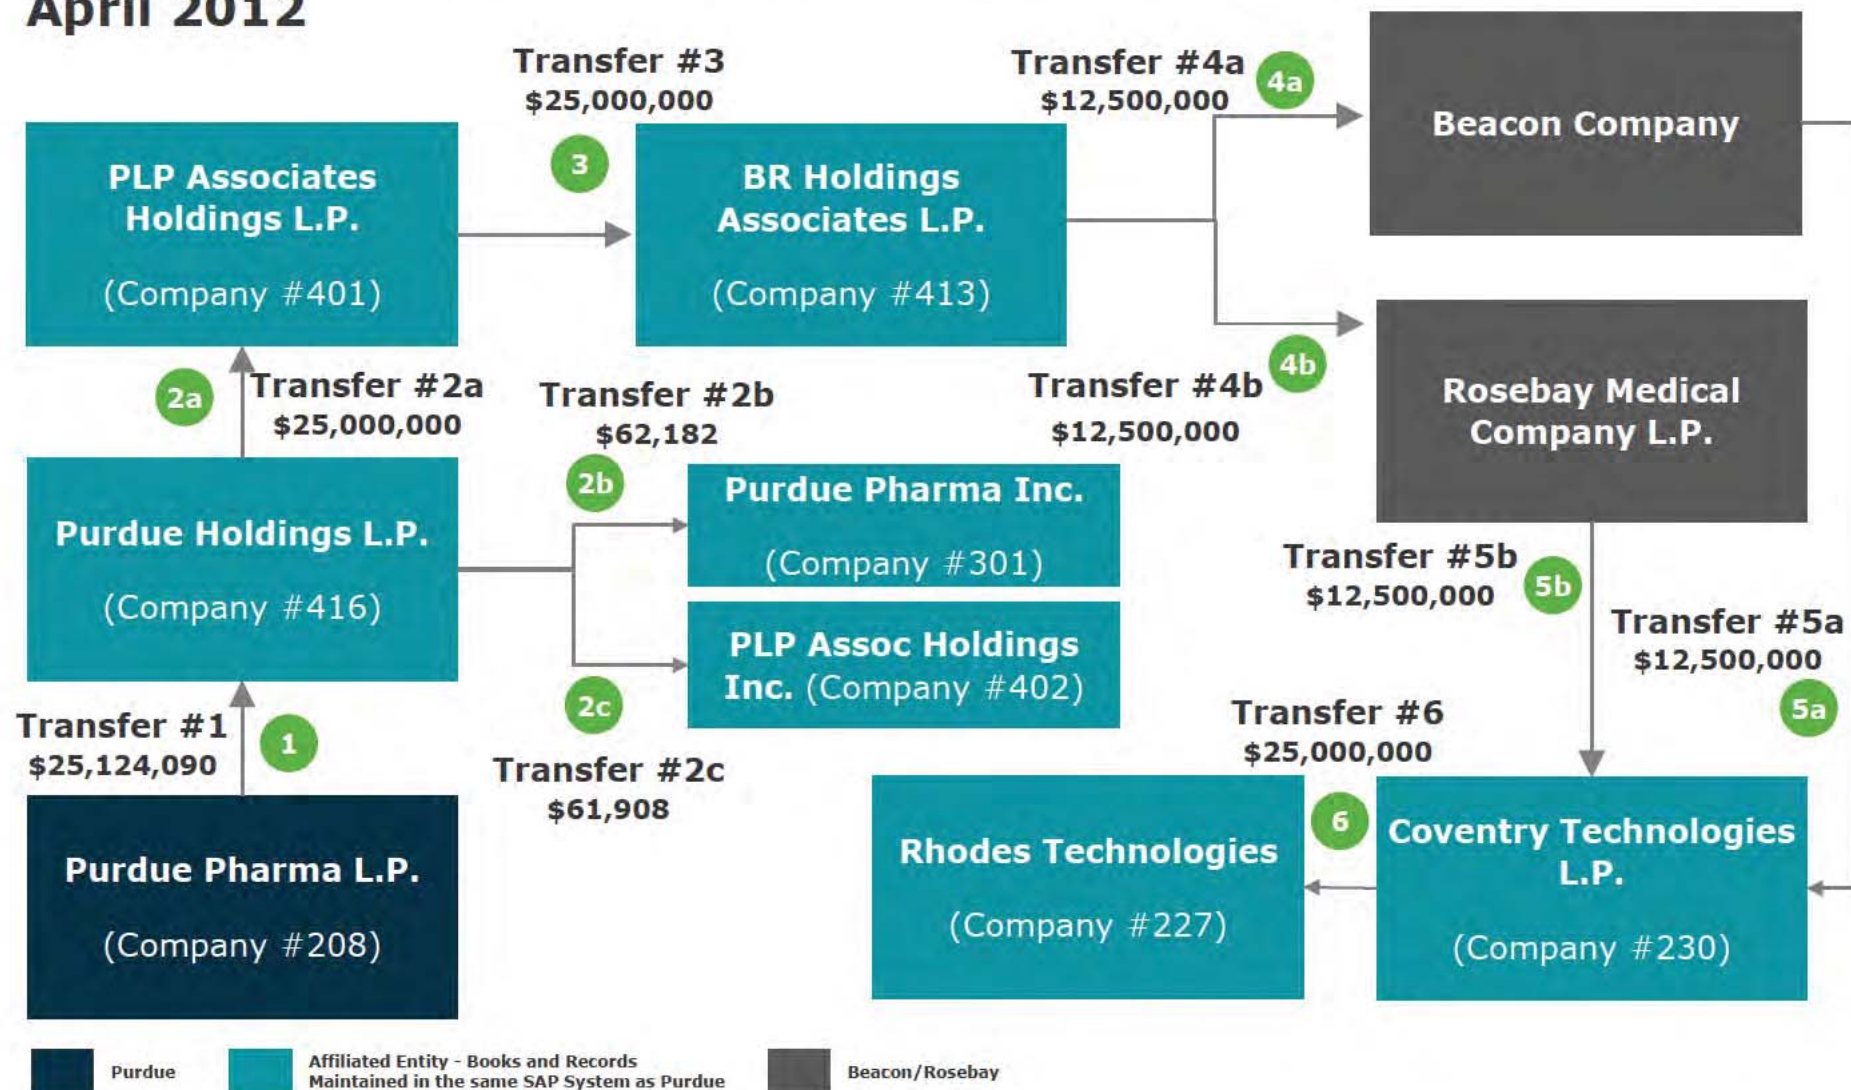 April 2012
Transfer #3
$25,000,000
3
Transfer #4a
$12,500,000
4a
Beacon Company
PLP Associates
Holdings L.P.
(Company #401)
BR Holdings
Associates L.P.
(Company #413)
2a
Transfer #2a
$25,000,000
Transfer #2b
$62,182
2b
Transfer #4b
$12,500,000
4b
Rosebay Medical
Company L.P.
Purdue Holdings L.P.
(Company #416)
Purdue Pharma Inc.
(Company #301)
PLP Assoc Holdings
Inc. (Company #402)
2c
Transfer #2c
$61,908
Transfer #5b
$12,500,000
5b
Transfer #5a
$12,500,000
5a
Transfer #1
$25,124,090
1
Transfer #6
$25,000,000
6
Purdue Pharma L.P.
(Company #208)
Rhodes Technologies
(Company #227)
Coventry Technologies
L.P.
(Company #230)
Purdue
Affiliated Entity - Books and Records
Maintained in the same SAP System as Purdue
Beacon/Rosebay